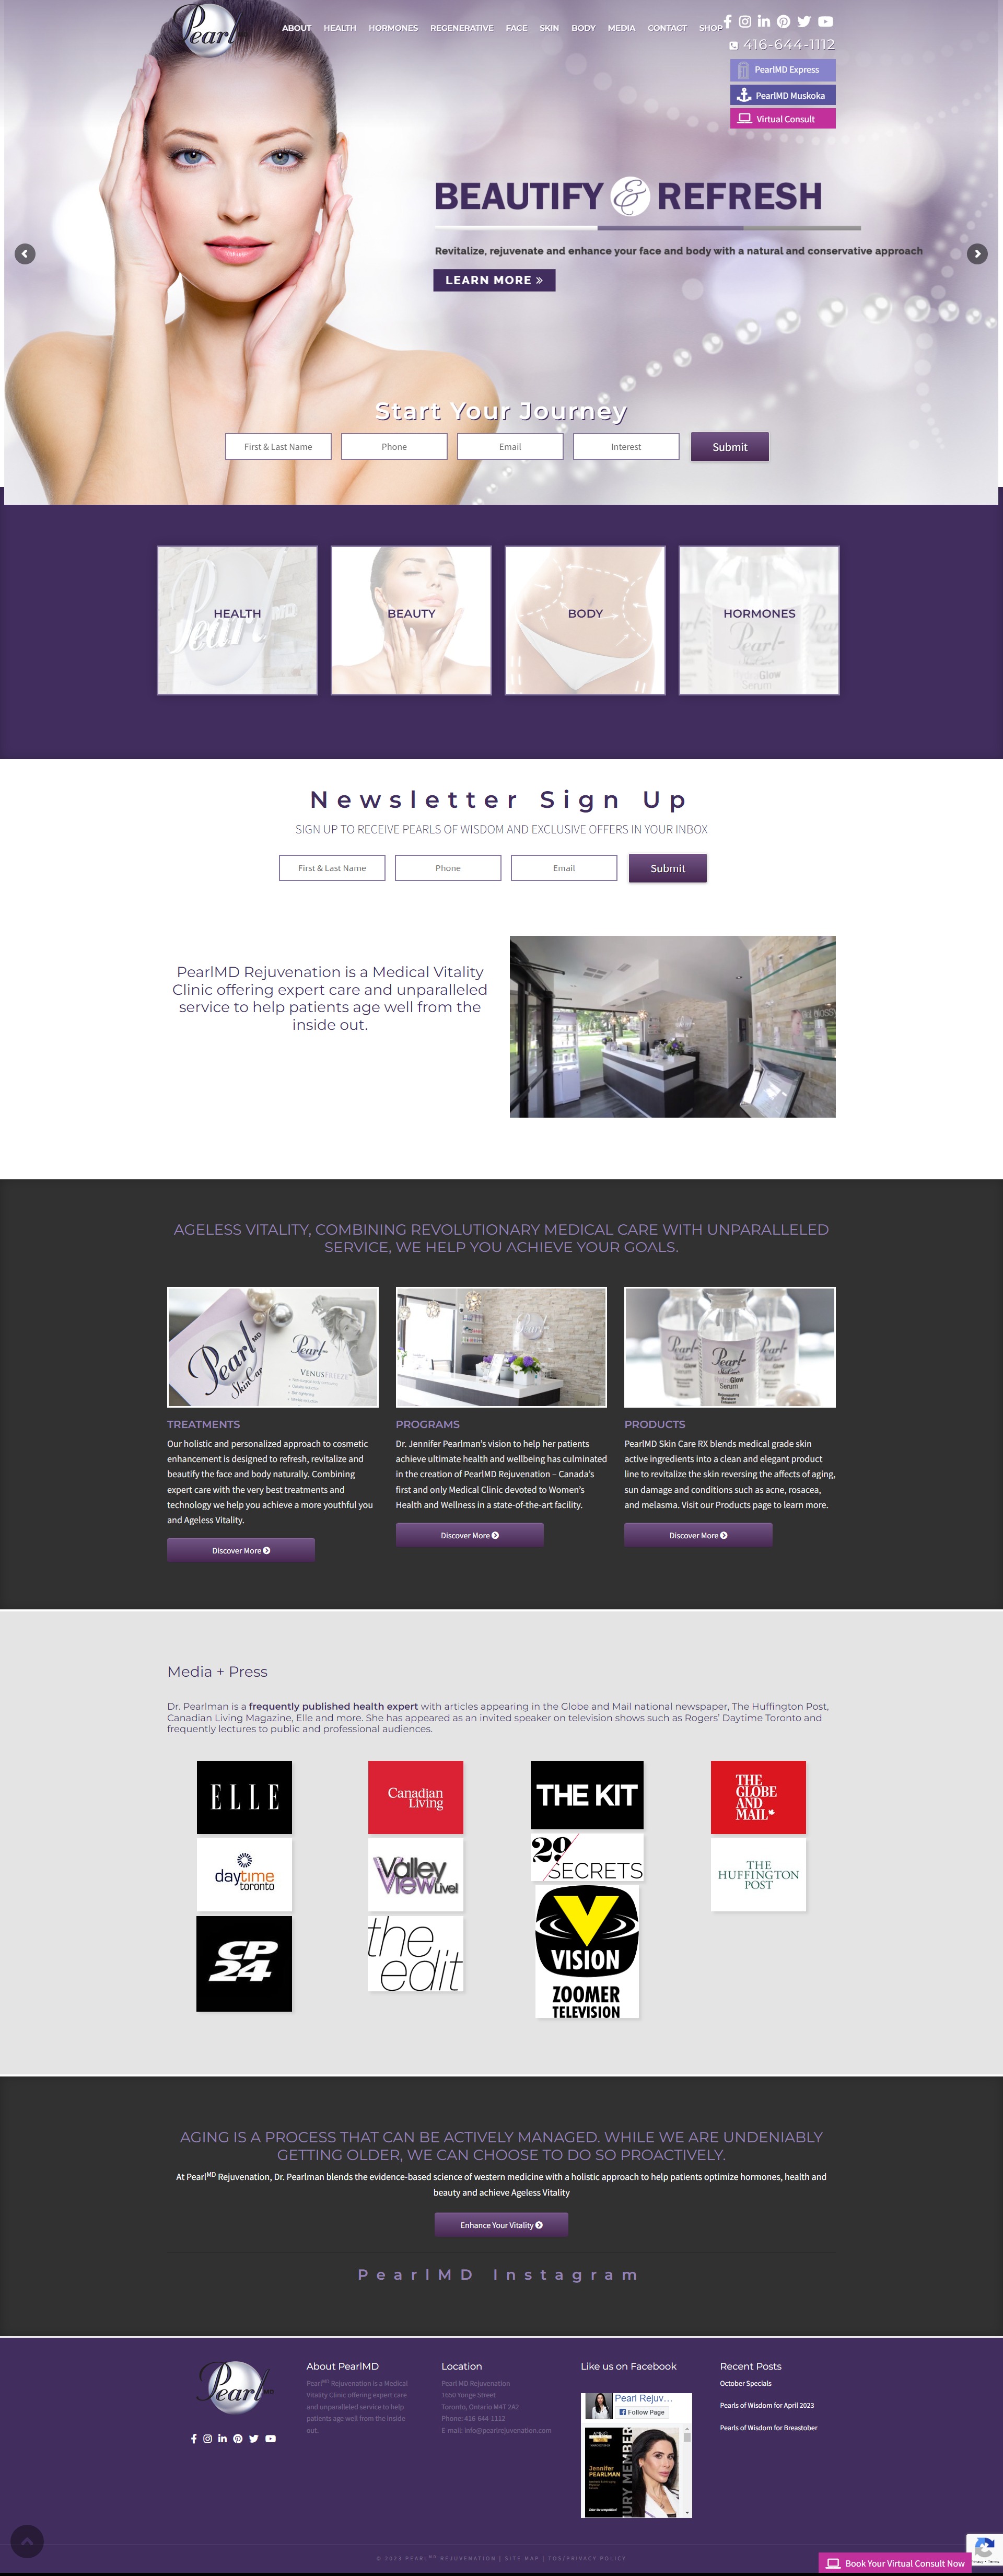 Pearl MD
ABOUT HEALTH HORMONES REGENERATIVE FACE SKIN BODY MEDIA CONTACT SHOP
416-644-1112
PearlMD Express
PearlMD Muskoka
Virtual Consult
BEAUTIFY & REFRESH
Revitalize, rejuvenate and enhance your face and body with a natural and conservative approach
LEARN MORE »
Start Your Journey
First & Last Name Phone Email Interest Submit
HEALTH BEAUTY BODY HORMONES
Newsletter Sign Up
SIGN UP TO RECEIVE PEARLS OF WISDOM AND EXCLUSIVE OFFERS IN YOUR INBOX
First & Last Name Phone Email Submit
PearlMD Rejuvenation is a Medical Vitality
Clinic offering expert care and unparalleled
service to help patients age well from the
inside out.
AGELESS VITALITY, COMBINING REVOLUTIONARY MEDICAL CARE WITH UNPARALLELED
SERVICE, WE HELP YOU ACHIEVE YOUR GOALS.
Pearl MD SkinCare
Pearl
VENUS FREEZE
Pearl
SkinCare
Glow
Serum
TREATMENTS
Our holistic and personalized approach to cosmetic
enhancement is designed to refresh, revitalize and
beautify the face and body naturally. Combining
expert care with the very best treatments and
technology we help you achieve a more youthful you
and Ageless Vitality.
Discover More
PROGRAMS
Dr. Jennifer Pearlman's vision to help her patients
achieve ultimate health and wellbeing has culminated
in the creation of PearlMD Rejuvenation – Canada's
first and only Medical Clinic devoted to Women's
Health and Wellness in a state-of-the-art facility.
Discover More
PRODUCTS
PearlMD Skin Care RX blends medical grade skin
active ingredients into a clean and elegant product
line to revitalize the skin reversing the affects of aging,
sun damage and conditions such as acne, rosacea,
and melasma. Visit our Products page to learn more.
Discover More
Media + Press
Dr. Pearlman is a frequently published health expert with articles appearing in the Globe and Mail national newspaper, The Huffington Post,
Canadian Living Magazine, Elle and more. She has appeared as an invited speaker on television shows such as Rogers' Daytime Toronto and
frequently lectures to public and professional audiences.
ELLE
Canadian
Living
THE KIT
THE
GLOBE
AND
MAIL
daytime
toronto
Valley
View Live!
29
SECRETS
THE
HUFFINGTON
POST
CP
24
the
edit
VISION
ZOOMER
TELEVISION
AGING IS A PROCESS THAT CAN BE ACTIVELY MANAGED. WHILE WE ARE UNDENIABLY
GETTING OLDER, WE CAN CHOOSE TO DO SO PROACTIVELY.
At PearlMD Rejuvenation, Dr. Pearlman blends the evidence-based science of western medicine with a holistic approach to help patients optimize hormones, health and
beauty and achieve Ageless Vitality
Enhance Your Vitality
PearlMD Instagram
Pearl MD
About PearlMD
PearlMD Rejuvenation is a Medical
Vitality Clinic offering expert care
and unparalleled service to help
patients age well from the inside
out.
Location
Pearl MD Rejuvenation
1600 Yonge Street
Toronto, Ontario M4T 2A2
Phone: 416-644-1112
E-mail: info@pearlrejuvenation.com
Like us on Facebook
Pearl Rejuv...
Follow Page
Jennifer
PEARLMAN
JURY MEMBER
Recent Posts
October Specials
Pearls of Wisdom for April 2023
Pearls of Wisdom for Breastober
© 2023 PEARLMD REJUVENATION | SITE MAP | TOS/PRIVACY POLICY
Book Your Virtual Consult Now